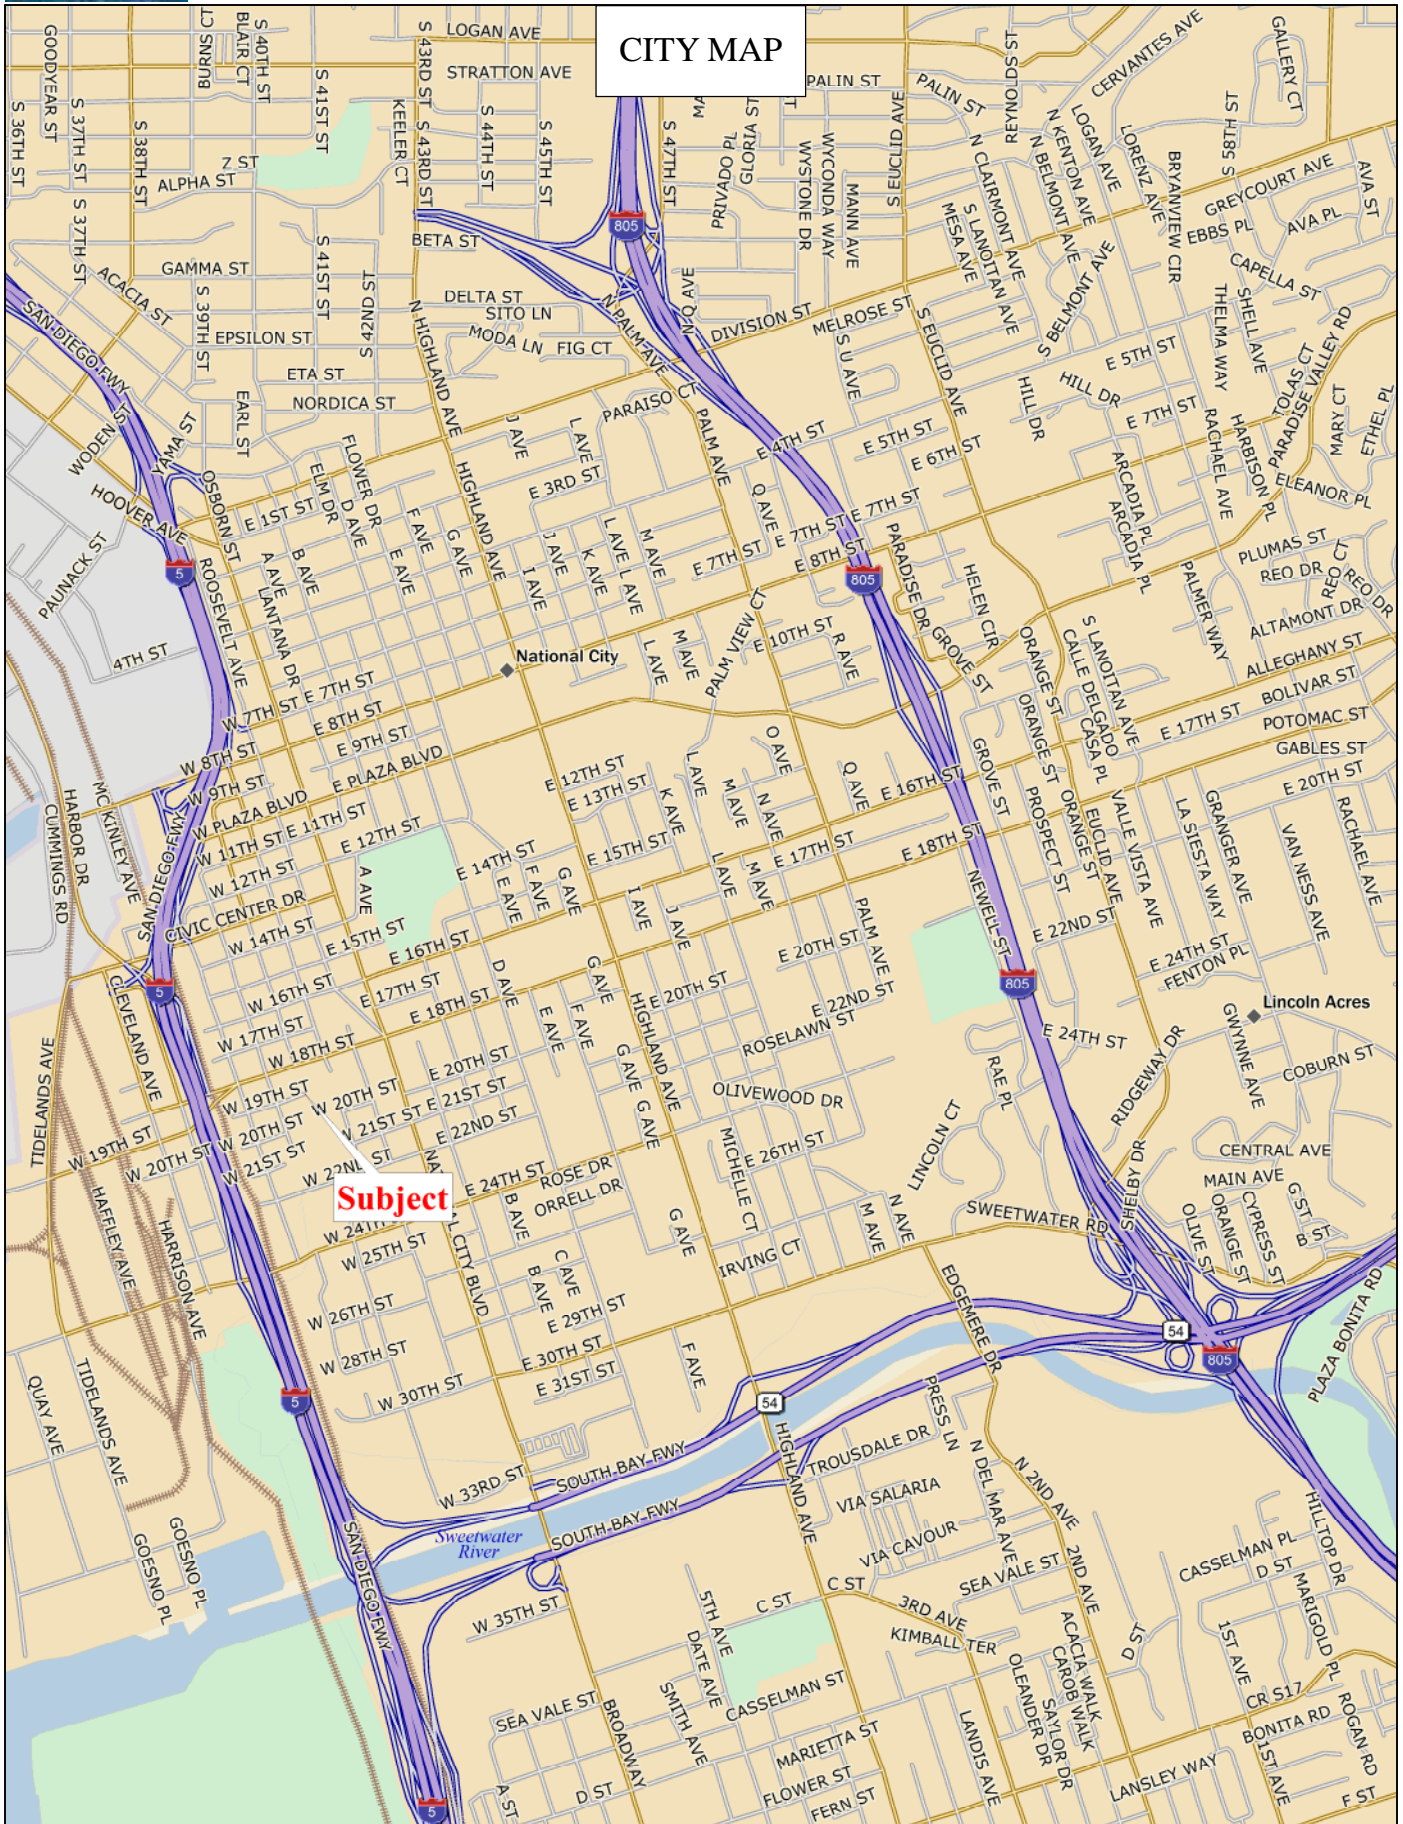 CITY MAP
LOGAN AVE
STRATTON AVE
PALIN ST
PALIN ST
CERVANTES AVE
GALLERY CT
REYNOLDS ST
GOODYEAR ST
BURNS CT
BLAIR CT
S 40TH ST
S 43RD ST
S 36TH ST
S 37TH ST
S 38TH ST
S 41ST ST
KEELER CT
S 43RD ST
S 44TH ST
S 45TH ST
S 47TH ST
PRIVADO PL
GLORIA ST
WYSTONE DR
WYCONDA WAY
MANN AVE
S EUCLID AVE
N CLAIRMONT AVE
MESA AVE
S LANOITAN AVE
N BELMONT AVE
N KENTON AVE
LOGAN AVE
LORENZ AVE
BRYANVIEW CIR
S 58TH ST
GREYCOURT AVE
AVA ST
AVA PL
EBBS PL
CAPELLA ST
Z ST
ALPHA ST
S 37TH ST
BETA ST
805
GAMMA ST
ACACIA ST
S 39TH ST
S 41ST ST
S 42ND ST
N HIGHLAND AVE
DELTA ST
SITO LN
MODA LN
FIG CT
N PALM AVE
N Q AVE
DIVISION ST
MELROSE ST
S EUCLID AVE
S BELMONT AVE
THELMA WAY
SHELL AVE
TOLAS CT
PARADISE VALLEY RD
SAN DIEGO FWY
EPSILON ST
ETA ST
NORDICA ST
EARL ST
WODEN ST
YAMA ST
HOOVER AVE
OSBORN ST
FLOWER DR
ELM DR
D AVE
PARAISO CT
PALM AVE
J AVE
L AVE
S U AVE
E 4TH ST
E 5TH ST
E 6TH ST
E 5TH ST
HILL DR
HILL DR
E 7TH ST
RACHAEL AVE
HARBISON PL
MARY CT
ETHEL PL
ELEANOR PL
ARCADIA PL
ARCADIA PL
E 3RD ST
E 1ST ST
HIGHLAND AVE
F AVE
G AVE
E AVE
A AVE
B AVE
J AVE
K AVE
L AVE
L AVE
M AVE
I AVE
Q AVE
E 7TH ST
E 7TH ST
E 7TH ST
E 8TH ST
PARADISE DR
805
HELEN CIR
PALMER WAY
PLUMAS ST
REO DR
REO CT
REO DR
ALTAMONT DR
ALLEGHANY ST
BOLIVAR ST
POTOMAC ST
GABLES ST
E 20TH ST
PAUNACK ST
5
ROOSEVELT AVE
LANTANA DR
4TH ST
National City
L AVE
M AVE
PALM VIEW CT
E 10TH ST
R AVE
GROVE ST
ORANGE ST
CALLE DELGADO
S LANOITAN AVE
CASA PL
ORANGE ST
E 17TH ST
W 7TH ST
E 7TH ST
E 8TH ST
E 9TH ST
W 8TH ST
W 9TH ST
W PLAZA BLVD
E PLAZA BLVD
W 11TH ST
E 11TH ST
W 12TH ST
E 12TH ST
E 12TH ST
E 13TH ST
K AVE
L AVE
M AVE
N AVE
O AVE
Q AVE
E 16TH ST
GROVE ST
PROSPECT ST
ORANGE ST
EUCLID AVE
VALLE VISTA AVE
LA SIESTA WAY
GRANGER AVE
VAN NESS AVE
RACHAEL AVE
HARBOR DR
CUMMINGS RD
MC KINLEY AVE
SAN DIEGO FWY
CIVIC CENTER DR
W 14TH ST
A AVE
E 14TH ST
E 15TH ST
E 15TH ST
E 16TH ST
E AVE
F AVE
G AVE
I AVE
J AVE
L AVE
M AVE
E 17TH ST
E 18TH ST
NEWELL ST
E 22ND ST
E 24TH ST
FENTON PL
E 20TH ST
PALM AVE
E 22ND ST
ROSELAWN ST
805
Lincoln Acres
GWYNNE AVE
COBURN ST
CLEVELAND AVE
5
W 16TH ST
E 17TH ST
W 17TH ST
E 18TH ST
W 18TH ST
D AVE
E AVE
F AVE
G AVE
HIGHLAND AVE
E 20TH ST
G AVE
G AVE
OLIVEWOOD DR
E 24TH ST
RAE PL
RIDGEWAY DR
LINCOLN CT
TIDELANDS AVE
W 19TH ST
W 20TH ST
E 20TH ST
E 21ST ST
W 21ST ST
E 22ND ST
W 19TH ST
W 20TH ST
W 20TH ST
W 21ST ST
W 22ND ST
Subject
E 24TH ST
ROSE DR
ORRELL DR
B AVE
MICHELLE CT
E 26TH ST
G AVE
IRVING CT
M AVE
N AVE
SWEETWATER RD
SHELBY DR
CENTRAL AVE
MAIN AVE
OLIVE ST
ORANGE ST
CYPRESS ST
G ST
B ST
HAFFLEY AVE
HARRISON AVE
W 24TH
W 25TH ST
W 26TH ST
W 28TH ST
W 30TH ST
L CITY BLVD
B AVE
C AVE
E 29TH ST
E 30TH ST
E 31ST ST
F AVE
EDGEMERE DR
54
805
PLAZA BONITA RD
5
54
TIDELANDS AVE
QUAY AVE
W 33RD ST
SOUTH BAY FWY
SOUTH BAY FWY
Sweetwater
River
HIGHLAND AVE
TROUSDALE DR
PRESS LN
N DEL MAR AVE
N 2ND AVE
VIA SALARIA
VIA CAVOUR
SEA VALE ST
2ND AVE
CASSELMAN PL
D ST
HILLTOP DR
MARIGOLD PL
GOESNO PL
GOESNO PL
SAN DIEGO FWY
W 35TH ST
C ST
C ST
5TH AVE
DATE AVE
SMITH AVE
3RD AVE
KIMBALL TER
ACACIA WALK
CAROB WALK
OLEANDER DR
SAYLOR DR
D ST
1ST AVE
CR S17
BONITA RD
ROGAN RD
CASSELMAN ST
SEA VALE ST
BROADWAY
MARIETTA ST
FLOWER ST
FERN ST
LANDIS AVE
LANSLEY WAY
1ST AVE
F ST
A ST
D ST
5